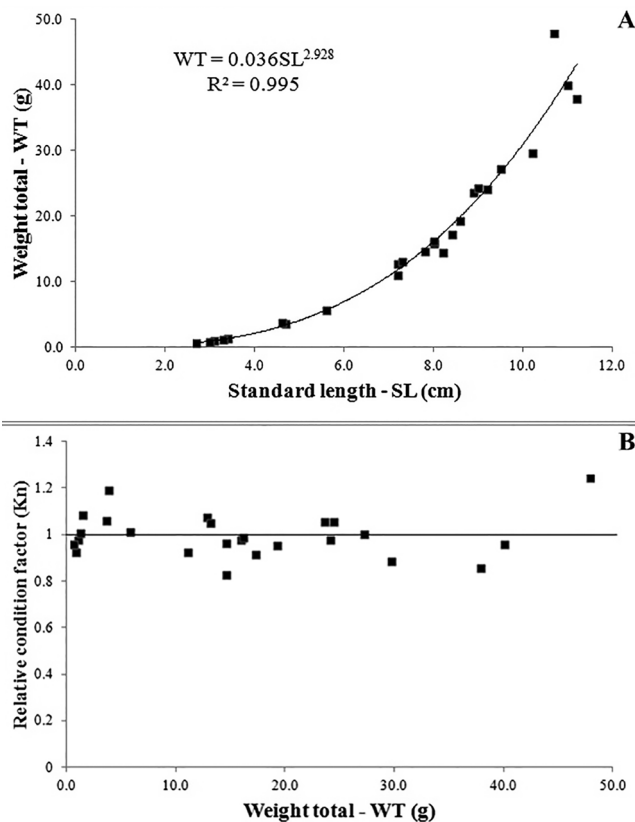 A
WT = 0.036SL^2.928
R² = 0.995
Weight total - WT (g)
50.0
40.0
30.0
20.0
10.0
0.0
0.0 2.0 4.0 6.0 8.0 10.0 12.0
Standard length - SL (cm)
B
Relative condition factor (Kn)
1.4
1.2
1
0.8
0.6
0.4
0.2
0
0.0 10.0 20.0 30.0 40.0 50.0
Weight total - WT (g)